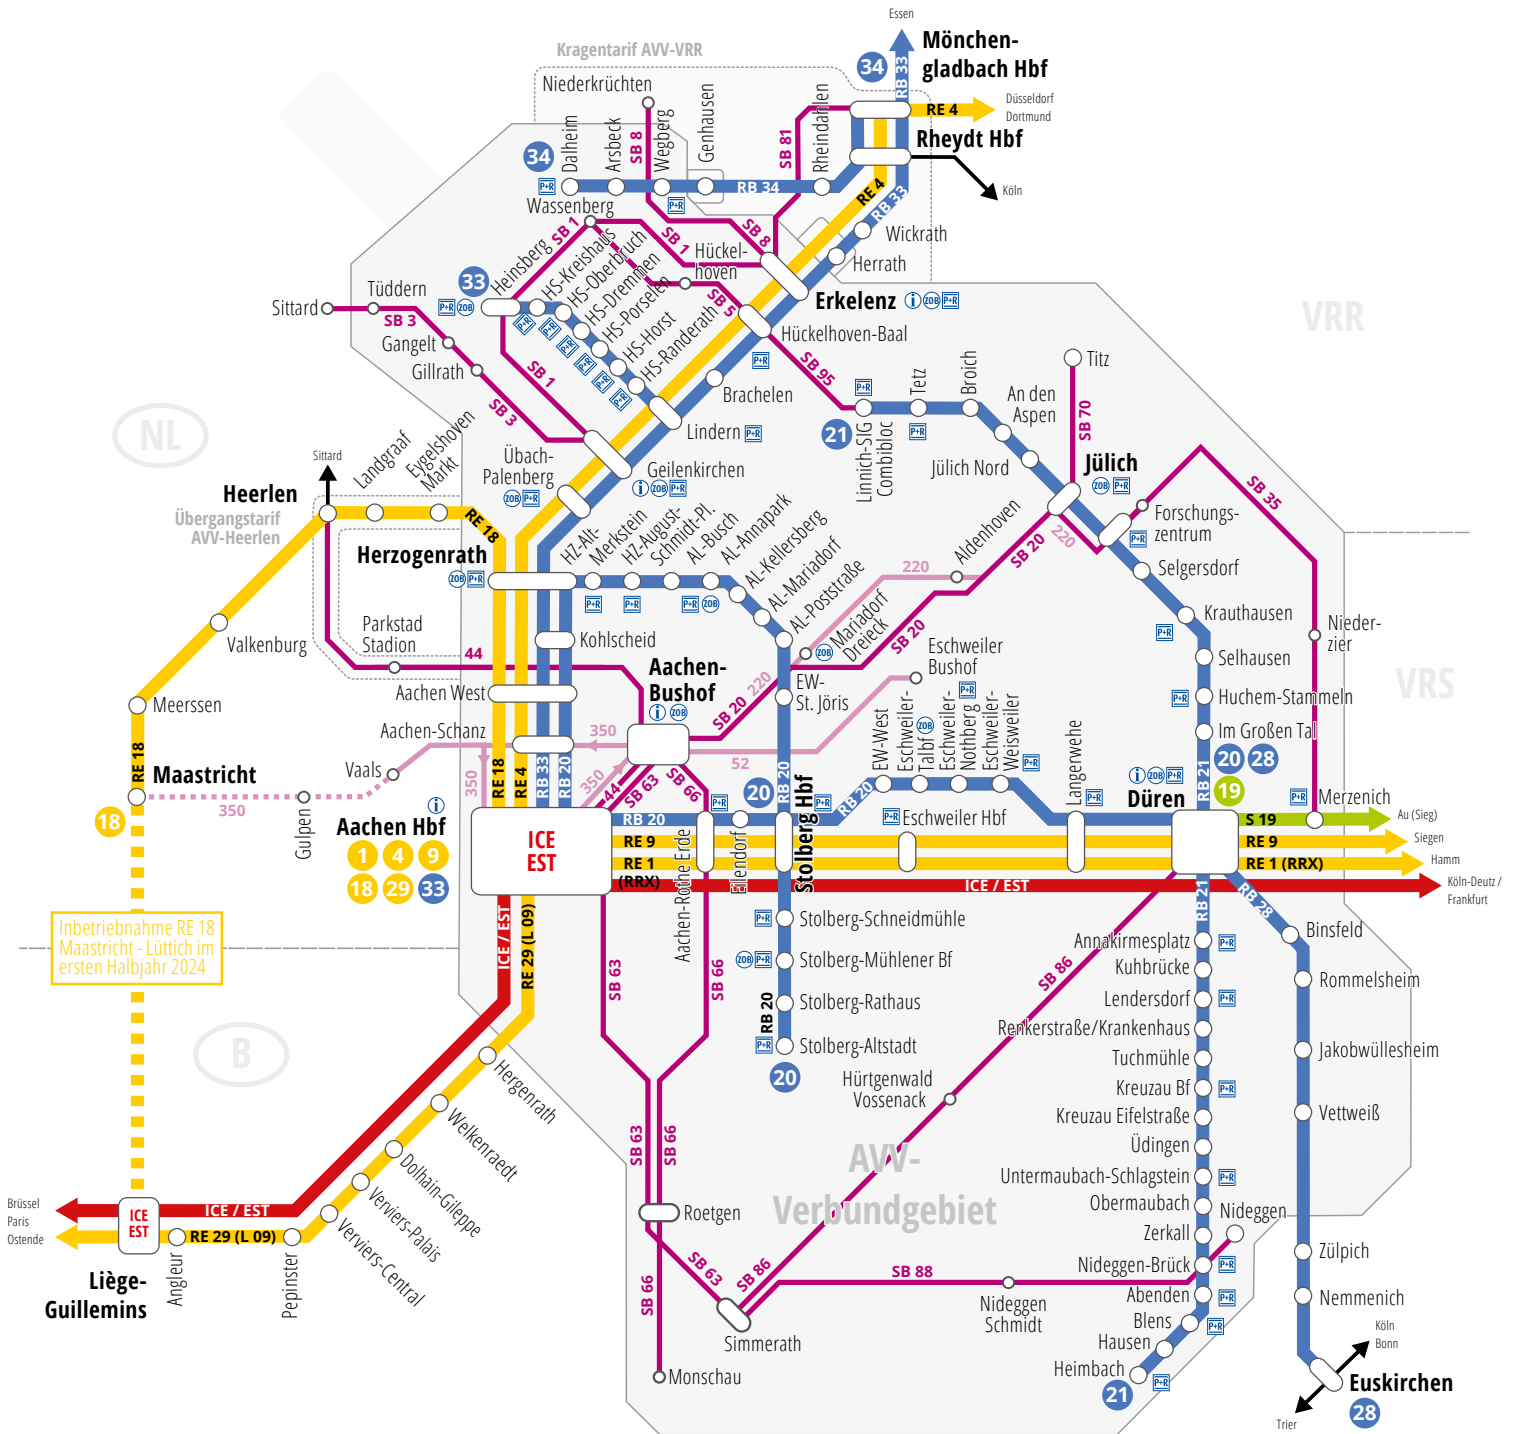 Essen
Mönchen-
gladbach Hbf
34
RB 33
Kragentarif AVV-VRR
Niederkrüchten
Düsseldorf
Dortmund
RE 4
Rheydt Hbf
Köln
34
Dalheim
Arsbeck
SB 8
Wegberg
Genhausen
SB 81
Rheindahlen
P+R
RB 34
P+R
RE 4
RB 33
Wassenberg
SB 1
SB 1
SB 8
Wickrath
Herrath
Hückel-
hoven
33
Heinsberg
HS-Kreishaus
HS-Oberbruch
HS-Dremmen
HS-Porselen
HS-Horst
HS-Randerath
P+R
ZOB
P+R
P+R
P+R
P+R
P+R
P+R
SB 5
Erkelenz
i
ZOB
P+R
Sittard
Tüddern
SB 3
Gangelt
Gillrath
SB 3
SB 1
Hückelhoven-Baal
P+R
VRR
SB 95
Brachelen
Lindern
P+R
P+R
21
Linnich-SIG
Combibloc
Tetz
P+R
Broich
An den
Aspen
Jülich Nord
Titz
SB 70
Jülich
ZOB
P+R
NL
Sittard
Landgraaf
Eygelshoven
Markt
Übach-
Palenberg
ZOB
P+R
Geilenkirchen
i
ZOB
P+R
Heerlen
Übergangstarif
AVV-Heerlen
RE 18
Herzogenrath
ZOB
P+R
HZ-Alt-
Merkstein
HZ-August-
Schmidt-Pl.
AL-Busch
AL-Annapark
AL-Kellersberg
AL-Mariadorf
AL-Poststraße
P+R
P+R
P+R
ZOB
Aldenhoven
220
SB 20
220
Forschungs-
zentrum
P+R
SB 35
Selgersdorf
Krauthausen
P+R
Valkenburg
Parkstad
Stadion
44
Kohlscheid
ZOB
Mariadorf
Dreieck
SB 20
Eschweiler
Bushof
Selhausen
Nieder-
zier
VRS
Meerssen
Aachen West
Aachen-
Bushof
i
ZOB
SB 20
220
EW-
St. Jöris
P+R
Huchem-Stammeln
Im Großen Tal
Aachen-Schanz
350
52
EW-West
Eschweiler-
Talbf
ZOB
Eschweiler-
Nothberg
P+R
Eschweiler-
Weisweiler
P+R
Langerwehe
P+R
20
28
19
RE 18
Maastricht
Vaals
350
RE 18
RE 4
RB 33
RB 20
350
44
SB 63
SB 66
RB 20
20
RB 20
i
ZOB
P+R
Düren
RB 21
P+R
Merzenich
18
350
Gulpen
i
Aachen Hbf
1
4
9
18
29
33
ICE
EST
RB 20
RE 9
RE 1
(RRX)
P+R
Aachen-Rothe Erde
Eilendorf
P+R
Stolberg Hbf
P+R
Eschweiler Hbf
ICE / EST
S 19
RE 9
RE 1 (RRX)
Au (Sieg)
Siegen
Hamm
Köln-Deutz /
Frankfurt
Inbetriebnahme RE 18
Maastricht - Lüttich im
ersten Halbjahr 2024
ICE / EST
RE 29 (L 09)
SB 63
SB 66
P+R
Stolberg-Schneidmühle
ZOB
P+R
Stolberg-Mühlener Bf
RB 20
Stolberg-Rathaus
P+R
Stolberg-Altstadt
20
RB 21
RB 28
SB 86
Annakirmesplatz
P+R
Kuhbrücke
Lendersdorf
P+R
Renkerstraße/Krankenhaus
Tuchmühle
Kreuzau Bf
P+R
Kreuzau Eifelstraße
Üdingen
Untermaubach-Schlagstein
P+R
Obermaubach
Zerkall
Nideggen
Nideggen-Brück
P+R
Abenden
P+R
Blens
P+R
Hausen
Heimbach
P+R
21
Binsfeld
Rommelsheim
Jakobwüllesheim
Vettweiß
Zülpich
Nemmenich
Köln
Bonn
Euskirchen
28
Trier
B
Hergenrath
Welkenraedt
Dolhain-Gileppe
Verviers-Palais
Verviers-Central
Hürtgenwald
Vossenack
SB 63
SB 66
AVV-
Verbundgebiet
Roetgen
Brüssel
Paris
Ostende
ICE
EST
ICE / EST
RE 29 (L 09)
Liège-
Guillemins
Angleur
Pepinster
SB 66
SB 63
SB 86
SB 88
Nideggen
Schmidt
Simmerath
Monschau